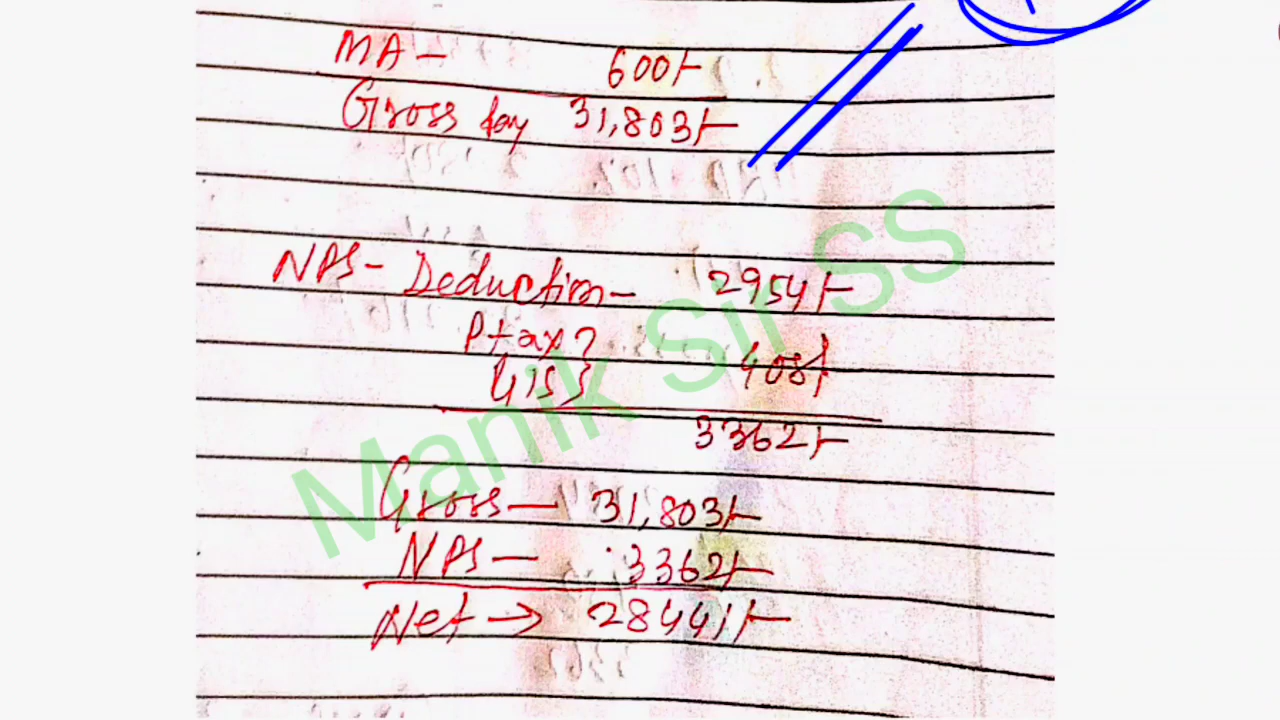 MA - 600/-
Gross Pay 31,803/-
NPS - Deduction - 2954/-
Ptax }
GIS } 408/-
3362/-
Gross - 31,803/-
NPS - 3362/-
Net → 28441/-
Manik Sir SS